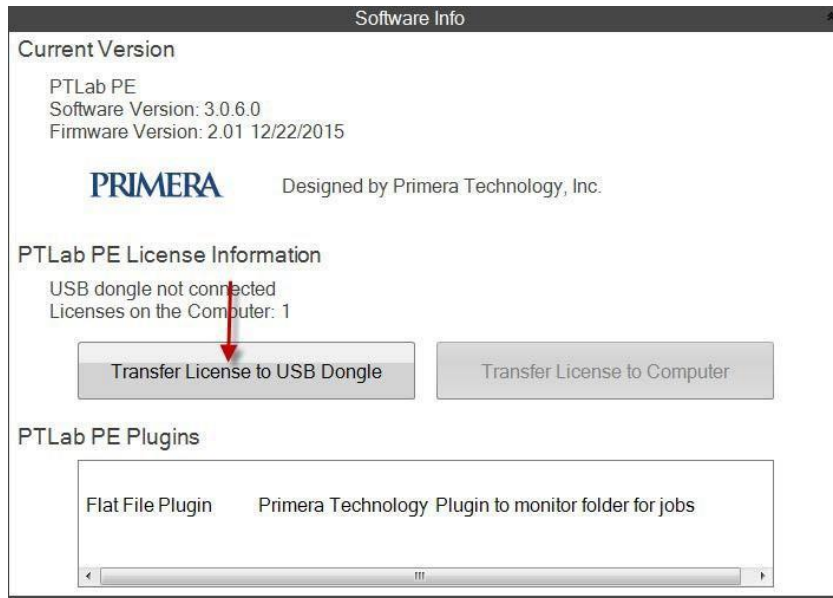 Software Info
Current Version
PTLab PE
Software Version: 3.0.6.0
Firmware Version: 2.01 12/22/2015
PRIMERA Designed by Primera Technology, Inc.
PTLab PE License Information
USB dongle not connected
Licenses on the Computer: 1
Transfer License to USB Dongle Transfer License to Computer
PTLab PE Plugins
Flat File Plugin Primera Technology Plugin to monitor folder for jobs